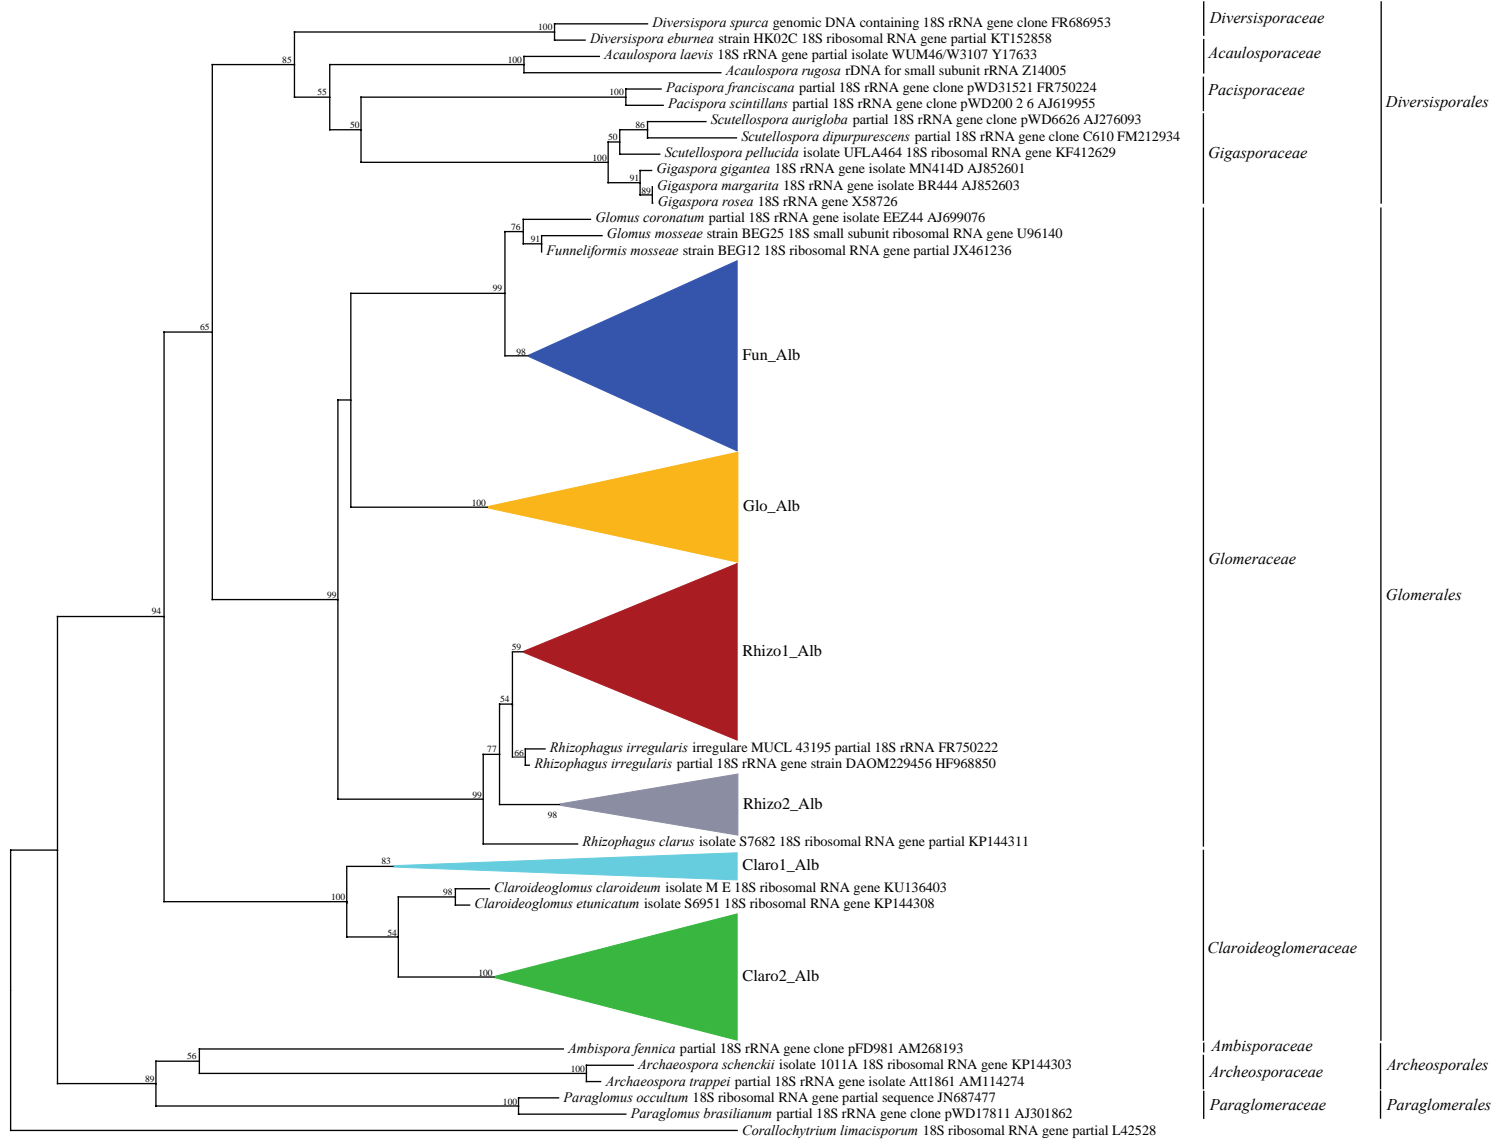 Diversispora spurca genomic DNA containing 18S rRNA gene clone FR686953
Diversisporaceae
100
Diversispora eburnea strain HK02C 18S ribosomal RNA gene partial KT152858
Acaulospora laevis 18S rRNA gene partial isolate WUM46/W3107 Y17633
Acaulosporaceae
85
100
Acaulospora rugosa rDNA for small subunit rRNA Z14005
Pacispora franciscana partial 18S rRNA gene clone pWD31521 FR750224
Pacisporaceae
55
100
Pacispora scintillans partial 18S rRNA gene clone pWD200 2 6 AJ619955
Diversisporales
Scutellospora aurigloba partial 18S rRNA gene clone pWD6626 AJ276093
50
86
Scutellospora dipurpurescens partial 18S rRNA gene clone C610 FM212934
50
Scutellospora pellucida isolate UFLA464 18S ribosomal RNA gene KF412629
Gigasporaceae
100
Gigaspora gigantea 18S rRNA gene isolate MN414D AJ852601
91
Gigaspora margarita 18S rRNA gene isolate BR444 AJ852603
89
Gigaspora rosea 18S rRNA gene X58726
Glomus coronatum partial 18S rRNA gene isolate EEZ44 AJ699076
76
Glomus mosseae strain BEG25 18S small subunit ribosomal RNA gene U96140
91
Funneliformis mosseae strain BEG12 18S ribosomal RNA gene partial JX461236
99
65
98
Fun_Alb
100
Glo_Alb
Glomeraceae
99
Glomerales
94
59
Rhizo1_Alb
54
77
Rhizophagus irregularis irregulare MUCL 43195 partial 18S rRNA FR750222
66
Rhizophagus irregularis partial 18S rRNA gene strain DAOM229456 HF968850
99
Rhizo2_Alb
98
Rhizophagus clarus isolate S7682 18S ribosomal RNA gene partial KP144311
83
Claro1_Alb
Claroideoglomus claroideum isolate M E 18S ribosomal RNA gene KU136403
100
98
Claroideoglomus etunicatum isolate S6951 18S ribosomal RNA gene KP144308
54
Claroideoglomeraceae
100
Claro2_Alb
Ambispora fennica partial 18S rRNA gene clone pFD981 AM268193
Ambisporaceae
56
Archaeospora schenckii isolate 1011A 18S ribosomal RNA gene KP144303
Archeosporales
100
Archeosporaceae
89
Archaeospora trappei partial 18S rRNA gene isolate Att1861 AM114274
Paraglomus occultum 18S ribosomal RNA gene partial sequence JN687477
100
Paraglomeraceae
Paraglomerales
Paraglomus brasilianum partial 18S rRNA gene clone pWD17811 AJ301862
Corallochytrium limacisporum 18S ribosomal RNA gene partial L42528